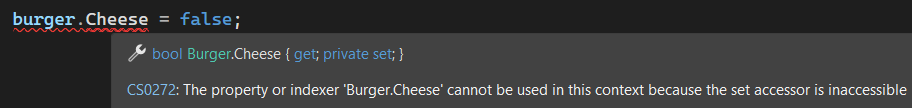 burger.Cheese = false;
bool Burger.Cheese { get; private set; }
CS0272: The property or indexer 'Burger.Cheese' cannot be used in this context because the set accessor is inaccessible